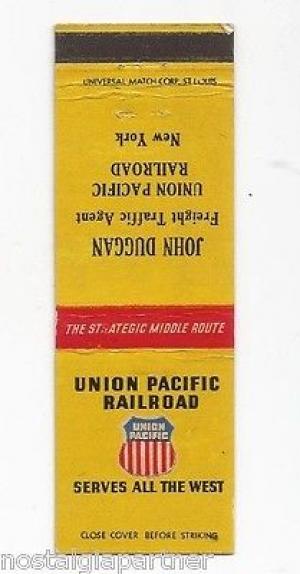 UNIVERSAL MATCH CORP., ST. LOUIS
JOHN DUGGAN
Freight Traffic Agent
UNION PACIFIC
RAILROAD
New York
THE STRATEGIC MIDDLE ROUTE
UNION PACIFIC
RAILROAD
UNION
PACIFIC
SERVES ALL THE WEST
CLOSE COVER BEFORE STRIKING
nostalgiapartner